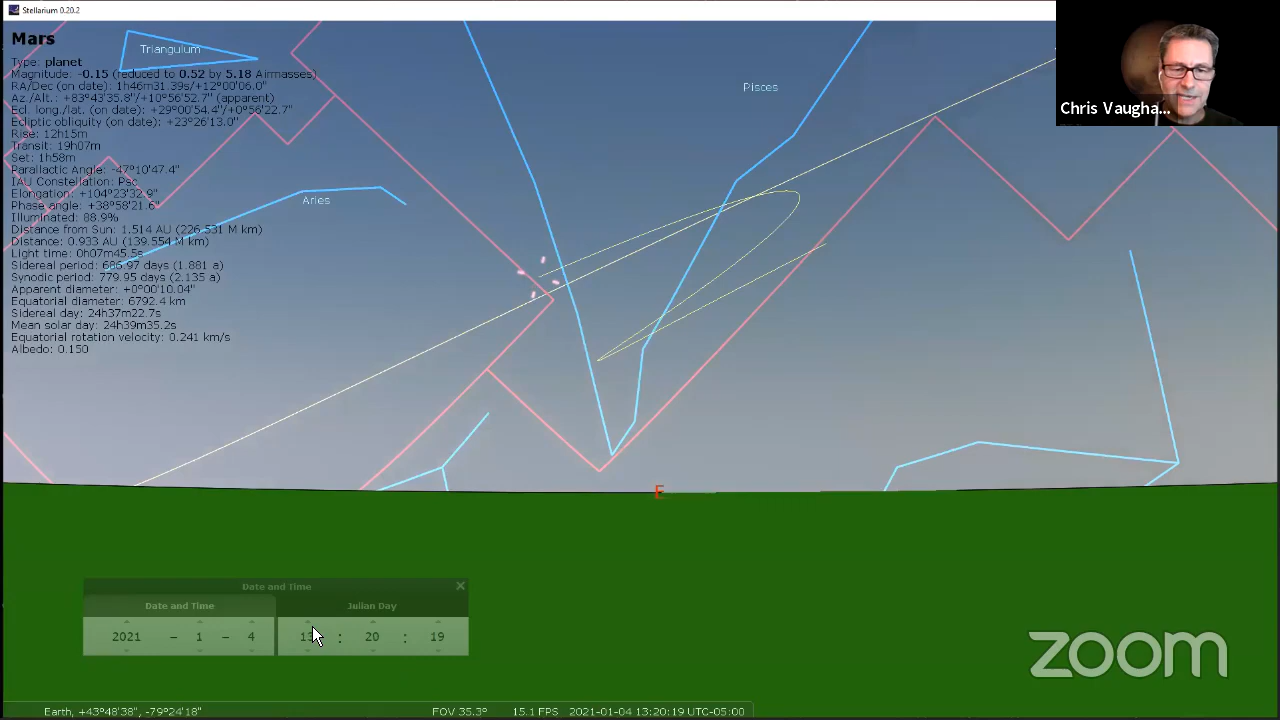 Stellarium 0.20.2
Mars
Type: planet
Magnitude: -0.15 (reduced to 0.52 by 5.18 Airmasses)
RA/Dec (on date): 1h46m31.39s/+12°00'06.0"
Az./Alt.: +83°43'35.8"/+10°56'52.7" (apparent)
Ecl. long./lat. (on date): +29°00'54.4"/+0°56'22.7"
Ecliptic obliquity (on date): +23°26'13.0"
Rise: 12h15m
Transit: 19h07m
Set: 1h58m
Parallactic Angle: -47°10'47.4"
IAU Constellation: Psc
Elongation: +104°23'32.9"
Phase angle: +38°58'21.6"
Illuminated: 88.9%
Distance from Sun: 1.514 AU (226.531 M km)
Distance: 0.933 AU (139.554 M km)
Light time: 0h07m45.5s
Sidereal period: 686.97 days (1.881 a)
Synodic period: 779.95 days (2.135 a)
Apparent diameter: +0°00'10.04"
Equatorial diameter: 6792.4 km
Sidereal day: 24h37m22.7s
Mean solar day: 24h39m35.2s
Equatorial rotation velocity: 0.241 km/s
Albedo: 0.150
Triangulum
Pisces
Aries
Chris Vaugha...
E
Date and Time
Date and Time
Julian Day
2021 - 1 - 4
13 : 20 : 19
zoom
Earth, +43°48'38", -79°24'18"
FOV 35.3°
15.1 FPS
2021-01-04 13:20:19 UTC-05:00